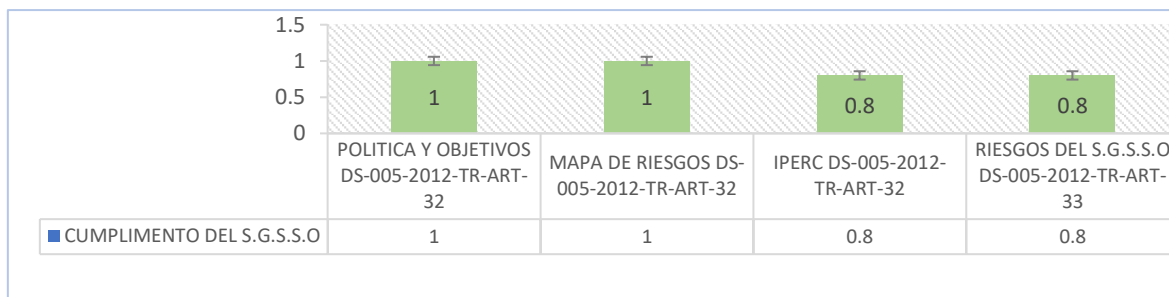 1.5
1
0.5
0
1
1
0.8
0.8
POLITICA Y OBJETIVOS
DS-005-2012-TR-ART-
32
MAPA DE RIESGOS DS-
005-2012-TR-ART-32
IPERC DS-005-2012-
TR-ART-32
RIESGOS DEL S.G.S.S.O
DS-005-2012-TR-ART-
33
CUMPLIMENTO DEL S.G.S.S.O
1
1
0.8
0.8